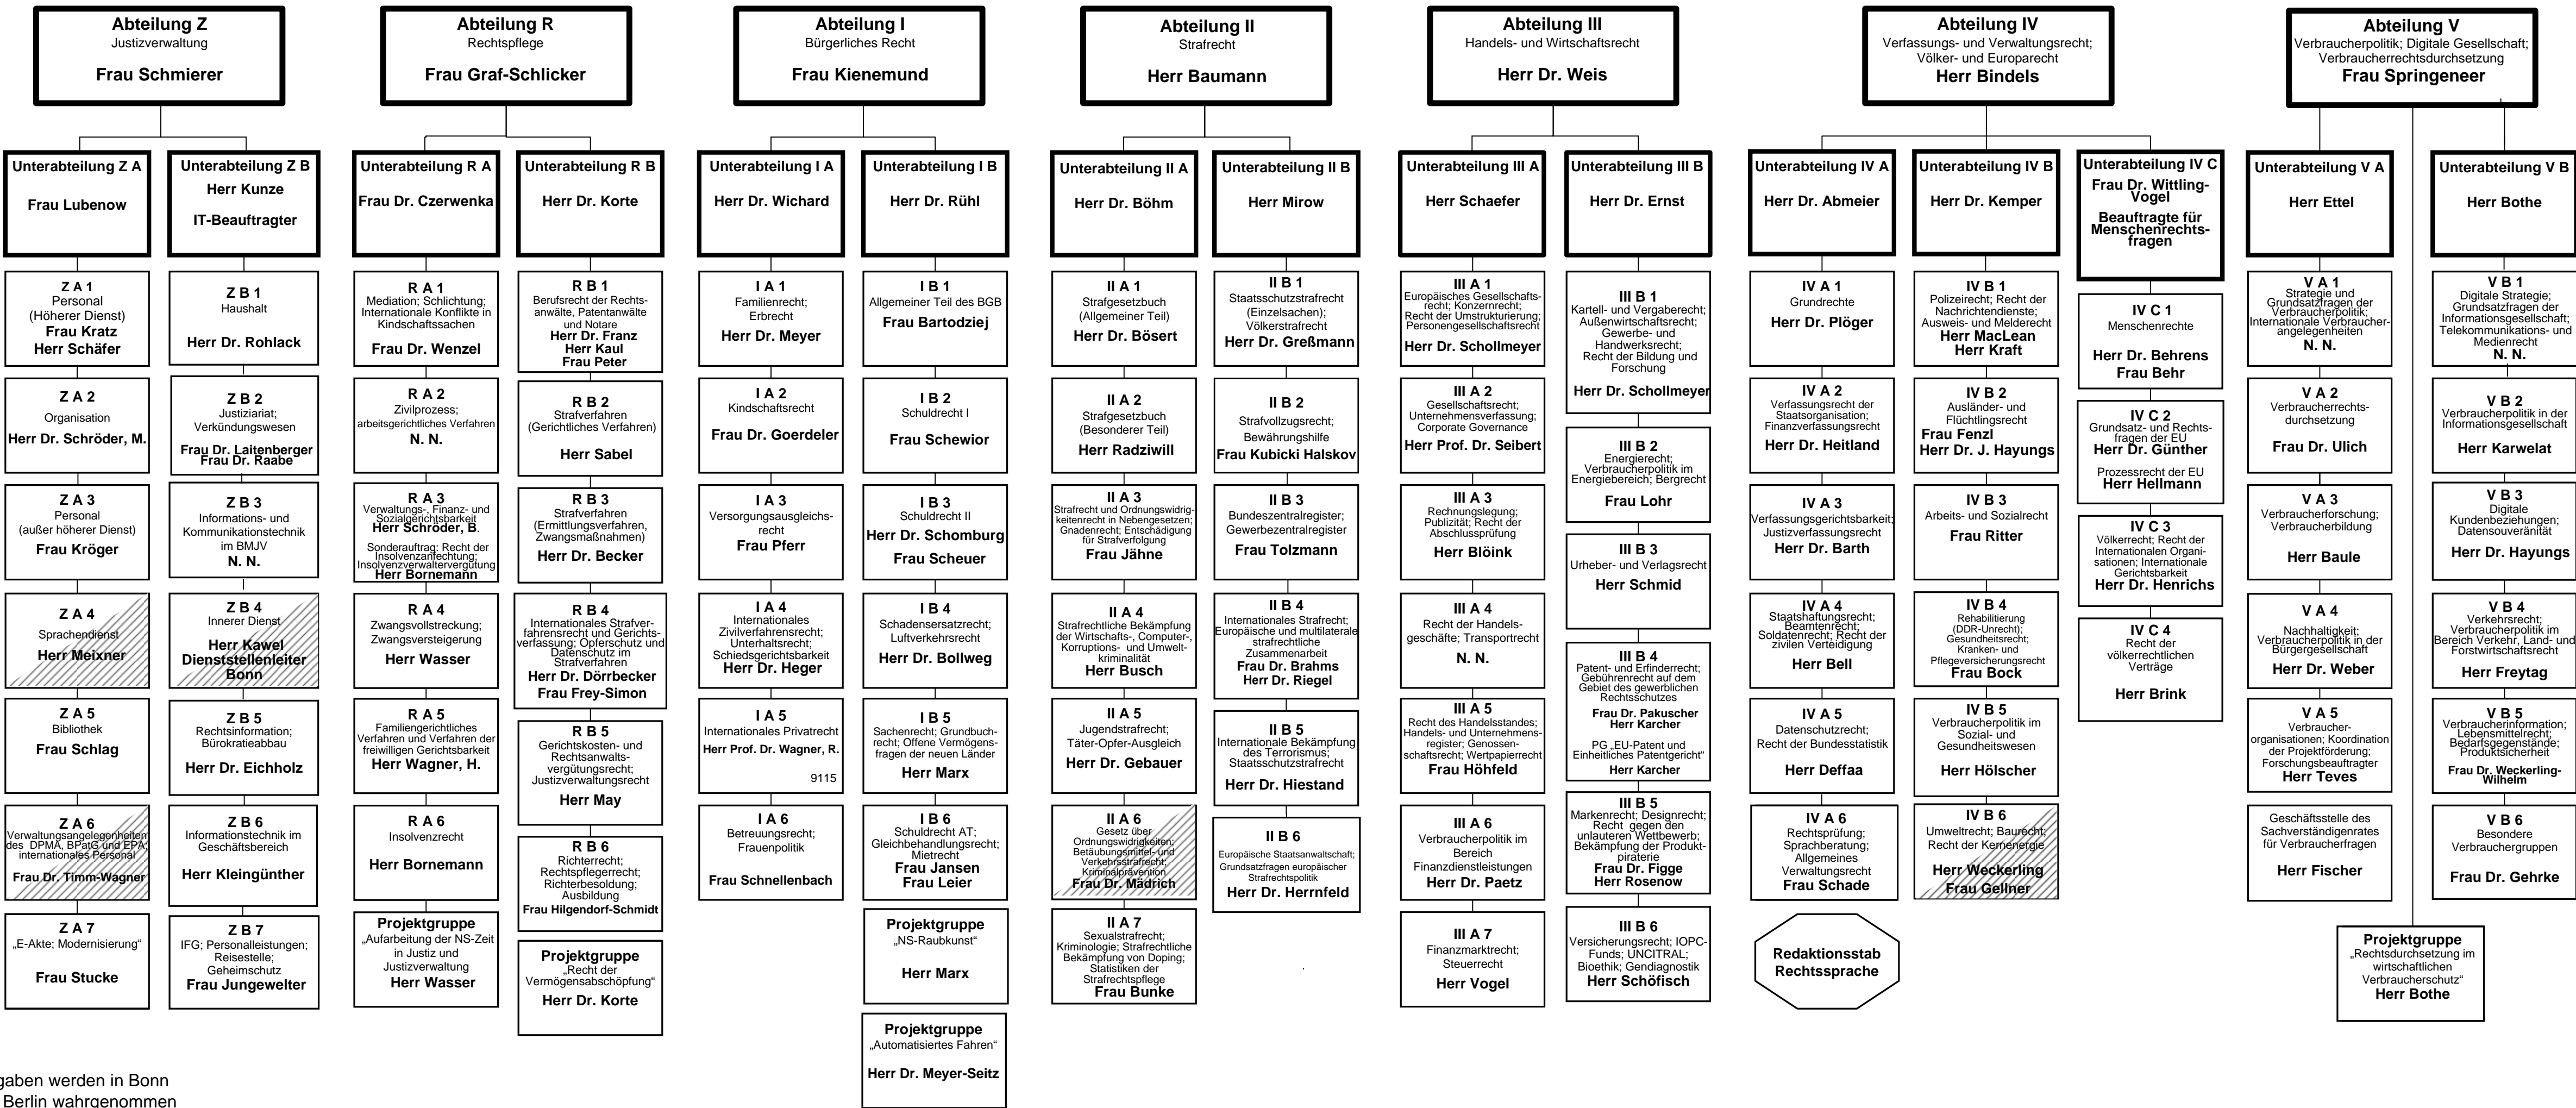 Abteilung Z
Justizverwaltung
Frau Schmierer
Unterabteilung Z A
Frau Lubenow
Z A 1
Personal
(Höherer Dienst)
Frau Kratz
Herr Schäfer
Z A 2
Organisation
Herr Dr. Schröder, M.
Z A 3
Personal
(außer höherer Dienst)
Frau Kröger
Z A 4
Sprachendienst
Herr Meixner
Z A 5
Bibliothek
Frau Schlag
Z A 6
Verwaltungsangelegenheiten
des DPMA, BPatG und EPA;
internationales Personal
Frau Dr. Timm-Wagner
Z A 7
„E-Akte; Modernisierung“
Frau Stucke
Unterabteilung Z B
Herr Kunze
IT-Beauftragter
Z B 1
Haushalt
Herr Dr. Rohlack
Z B 2
Justiziariat;
Verkündungswesen
Frau Dr. Laitenberger
Frau Dr. Raabe
Z B 3
Informations- und
Kommunikationstechnik
im BMJV
N. N.
Z B 4
Innerer Dienst
Herr Kawel
Dienststellenleiter
Bonn
Z B 5
Rechtsinformation;
Bürokratieabbau
Herr Dr. Eichholz
Z B 6
Informationstechnik im
Geschäftsbereich
Herr Kleingünther
Z B 7
IFG; Personalleistungen;
Reisestelle;
Geheimschutz
Frau Jungewelter
Abteilung R
Rechtspflege
Frau Graf-Schlicker
Unterabteilung R A
Frau Dr. Czerwenka
R A 1
Mediation; Schlichtung;
Internationale Konflikte in
Kindschaftssachen
Frau Dr. Wenzel
R A 2
Zivilprozess;
arbeitsgerichtliches Verfahren
N. N.
R A 3
Verwaltungs-, Finanz- und
Sozialgerichtsbarkeit
Herr Schröder, B.
Sonderauftrag: Recht der
Insolvenzanfechtung;
Insolvenzverwaltervergütung
Herr Bornemann
R A 4
Zwangsvollstreckung;
Zwangsversteigerung
Herr Wasser
R A 5
Familiengerichtliches
Verfahren und Verfahren der
freiwilligen Gerichtsbarkeit
Herr Wagner, H.
R A 6
Insolvenzrecht
Herr Bornemann
Projektgruppe
„Aufarbeitung der NS-Zeit
in Justiz und
Justizverwaltung
Herr Wasser
Unterabteilung R B
Herr Dr. Korte
R B 1
Berufsrecht der Rechts-
anwälte, Patentanwälte
und Notare
Herr Dr. Franz
Herr Kaul
Frau Peter
R B 2
Strafverfahren
(Gerichtliches Verfahren)
Herr Sabel
R B 3
Strafverfahren
(Ermittlungsverfahren,
Zwangsmaßnahmen)
Herr Dr. Becker
R B 4
Internationales Strafver-
fahrensrecht und Gerichts-
verfassung; Opferschutz und
Datenschutz im
Strafverfahren
Herr Dr. Dörrbecker
Frau Frey-Simon
R B 5
Gerichtskosten- und
Rechtsanwalts-
vergütungsrecht;
Justizverwaltungsrecht
Herr May
R B 6
Richterrecht;
Rechtspflegerrecht;
Richterbesoldung;
Ausbildung
Frau Hilgendorf-Schmidt
Projektgruppe
„Recht der
Vermögensabschöpfung“
Herr Dr. Korte
Abteilung I
Bürgerliches Recht
Frau Kienemund
Unterabteilung I A
Herr Dr. Wichard
I A 1
Familienrecht;
Erbrecht
Herr Dr. Meyer
I A 2
Kindschaftsrecht
Frau Dr. Goerdeler
I A 3
Versorgungsausgleichs-
recht
Frau Pferr
I A 4
Internationales
Zivilverfahrensrecht;
Unterhaltsrecht;
Schiedsgerichtsbarkeit
Herr Dr. Heger
I A 5
Internationales Privatrecht
Herr Prof. Dr. Wagner, R.
9115
I A 6
Betreuungsrecht;
Frauenpolitik
Frau Schnellenbach
Unterabteilung I B
Herr Dr. Rühl
I B 1
Allgemeiner Teil des BGB
Frau Bartodziej
I B 2
Schuldrecht I
Frau Schewior
I B 3
Schuldrecht II
Herr Dr. Schomburg
Frau Scheuer
I B 4
Schadensersatzrecht;
Luftverkehrsrecht
Herr Dr. Bollweg
I B 5
Sachenrecht; Grundbuch-
recht; Offene Vermögens-
fragen der neuen Länder
Herr Marx
I B 6
Schuldrecht AT;
Gleichbehandlungsrecht;
Mietrecht
Frau Jansen
Frau Leier
Projektgruppe
„NS-Raubkunst“
Herr Marx
Projektgruppe
„Automatisiertes Fahren“
Herr Dr. Meyer-Seitz
Abteilung II
Strafrecht
Herr Baumann
Unterabteilung II A
Herr Dr. Böhm
II A 1
Strafgesetzbuch
(Allgemeiner Teil)
Herr Dr. Bösert
II A 2
Strafgesetzbuch
(Besonderer Teil)
Herr Radziwill
II A 3
Strafrecht und Ordnungswidrig-
keitenrecht in Nebengesetzen;
Gnadenrecht; Entschädigung
für Strafverfolgung
Frau Jähne
II A 4
Strafrechtliche Bekämpfung
der Wirtschafts-, Computer-,
Korruptions- und Umwelt-
kriminalität
Herr Busch
II A 5
Jugendstrafrecht;
Täter-Opfer-Ausgleich
Herr Dr. Gebauer
II A 6
Gesetz über
Ordnungswidrigkeiten;
Betäubungsmittel- und
Verkehrsstrafrecht;
Kriminalprävention
Frau Dr. Mädrich
II A 7
Sexualstrafrecht;
Kriminologie; Strafrechtliche
Bekämpfung von Doping;
Statistiken der
Strafrechtspflege
Frau Bunke
Unterabteilung II B
Herr Mirow
II B 1
Staatsschutzstrafrecht
(Einzelsachen);
Völkerstrafrecht
Herr Dr. Greßmann
II B 2
Strafvollzugsrecht;
Bewährungshilfe
Frau Kubicki Halskov
II B 3
Bundeszentralregister;
Gewerbezentralregister
Frau Tolzmann
II B 4
Internationales Strafrecht;
Europäische und multilaterale
strafrechtliche
Zusammenarbeit
Frau Dr. Brahms
Herr Dr. Riegel
II B 5
Internationale Bekämpfung
des Terrorismus;
Staatsschutzstrafrecht
Herr Dr. Hiestand
II B 6
Europäische Staatsanwaltschaft;
Grundsatzfragen europäischer
Strafrechtspolitik
Herr Dr. Herrnfeld
Abteilung III
Handels- und Wirtschaftsrecht
Herr Dr. Weis
Unterabteilung III A
Herr Schaefer
III A 1
Europäisches Gesellschafts-
recht; Konzernrecht;
Recht der Umstrukturierung;
Personengesellschaftsrecht
Herr Dr. Schollmeyer
III A 2
Gesellschaftsrecht;
Unternehmensverfassung;
Corporate Governance
Herr Prof. Dr. Seibert
III A 3
Rechnungslegung;
Publizität; Recht der
Abschlussprüfung
Herr Blöink
III A 4
Recht der Handels-
geschäfte; Transportrecht
N. N.
III A 5
Recht des Handelsstandes;
Handels- und Unternehmens-
register; Genossen-
schaftsrecht; Wertpapierrecht
Frau Höhfeld
III A 6
Verbraucherpolitik im
Bereich
Finanzdienstleistungen
Herr Dr. Paetz
III A 7
Finanzmarktrecht;
Steuerrecht
Herr Vogel
Unterabteilung III B
Herr Dr. Ernst
III B 1
Kartell- und Vergaberecht;
Außenwirtschaftsrecht;
Gewerbe- und
Handwerksrecht;
Recht der Bildung und
Forschung
Herr Dr. Schollmeyer
III B 2
Energierecht;
Verbraucherpolitik im
Energiebereich; Bergrecht
Frau Lohr
III B 3
Urheber- und Verlagsrecht
Herr Schmid
III B 4
Patent- und Erfinderrecht;
Gebührenrecht auf dem
Gebiet des gewerblichen
Rechtsschutzes
Frau Dr. Pakuscher
Herr Karcher
PG „EU-Patent und
Einheitliches Patentgericht“
Herr Karcher
III B 5
Markenrecht; Designrecht;
Recht gegen den
unlauteren Wettbewerb;
Bekämpfung der Produkt-
piraterie
Frau Dr. Figge
Herr Rosenow
III B 6
Versicherungsrecht; IOPC-
Funds; UNCITRAL;
Bioethik; Gendiagnostik
Herr Schöfisch
Abteilung IV
Verfassungs- und Verwaltungsrecht;
Völker- und Europarecht
Herr Bindels
Unterabteilung IV A
Herr Dr. Abmeier
IV A 1
Grundrechte
Herr Dr. Plöger
IV A 2
Verfassungsrecht der
Staatsorganisation;
Finanzverfassungsrecht
Herr Dr. Heitland
IV A 3
Verfassungsgerichtsbarkeit;
Justizverfassungsrecht
Herr Dr. Barth
IV A 4
Staatshaftungsrecht;
Beamtenrecht;
Soldatenrecht; Recht der
zivilen Verteidigung
Herr Bell
IV A 5
Datenschutzrecht;
Recht der Bundesstatistik
Herr Deffaa
IV A 6
Rechtsprüfung;
Sprachberatung;
Allgemeines
Verwaltungsrecht
Frau Schade
Redaktionsstab
Rechtssprache
Unterabteilung IV B
Herr Dr. Kemper
IV B 1
Polizeirecht; Recht der
Nachrichtendienste;
Ausweis- und Melderecht
Herr MacLean
Herr Kraft
IV B 2
Ausländer- und
Flüchtlingsrecht
Frau Fenzl
Herr Dr. J. Hayungs
IV B 3
Arbeits- und Sozialrecht
Frau Ritter
IV B 4
Rehabilitierung
(DDR-Unrecht);
Gesundheitsrecht;
Kranken- und
Pflegeversicherungsrecht
Frau Bock
IV B 5
Verbraucherpolitik im
Sozial- und
Gesundheitswesen
Herr Hölscher
IV B 6
Umweltrecht; Baurecht;
Recht der Kernenergie
Herr Weckerling
Frau Gellner
Unterabteilung IV C
Frau Dr. Wittling-
Vogel
Beauftragte für
Menschenrechts-
fragen
IV C 1
Menschenrechte
Herr Dr. Behrens
Frau Behr
IV C 2
Grundsatz- und Rechts-
fragen der EU
Herr Dr. Günther
Prozessrecht der EU
Herr Hellmann
IV C 3
Völkerrecht; Recht der
Internationalen Organi-
sationen; Internationale
Gerichtsbarkeit
Herr Dr. Henrichs
IV C 4
Recht der
völkerrechtlichen
Verträge
Herr Brink
Abteilung V
Verbraucherpolitik; Digitale Gesellschaft;
Verbraucherrechtsdurchsetzung
Frau Springeneer
Unterabteilung V A
Herr Ettel
V A 1
Strategie und
Grundsatzfragen der
Verbraucherpolitik;
Internationale Verbraucher-
angelegenheiten
N. N.
V A 2
Verbraucherrechts-
durchsetzung
Frau Dr. Ulich
V A 3
Verbraucherforschung;
Verbraucherbildung
Herr Baule
V A 4
Nachhaltigkeit;
Verbraucherpolitik in der
Bürgergesellschaft
Herr Dr. Weber
V A 5
Verbraucher-
organisationen; Koordination
der Projektförderung;
Forschungsbeauftragter
Herr Teves
Geschäftsstelle des
Sachverständigenrates
für Verbraucherfragen
Herr Fischer
Unterabteilung V B
Herr Bothe
V B 1
Digitale Strategie;
Grundsatzfragen der
Informationsgesellschaft;
Telekommunikations- und
Medienrecht
N. N.
V B 2
Verbraucherpolitik in der
Informationsgesellschaft
Herr Karwelat
V B 3
Digitale
Kundenbeziehungen;
Datensouveränität
Herr Dr. Hayungs
V B 4
Verkehrsrecht;
Verbraucherpolitik im
Bereich Verkehr, Land- und
Forstwirtschaftsrecht
Herr Freytag
V B 5
Verbraucherinformation;
Lebensmittelrecht;
Bedarfsgegenstände;
Produktsicherheit
Frau Dr. Weckerling-
Wilhelm
V B 6
Besondere
Verbrauchergruppen
Frau Dr. Gehrke
Projektgruppe
„Rechtsdurchsetzung im
wirtschaftlichen
Verbraucherschutz“
Herr Bothe
gaben werden in Bonn
Berlin wahrgenommen